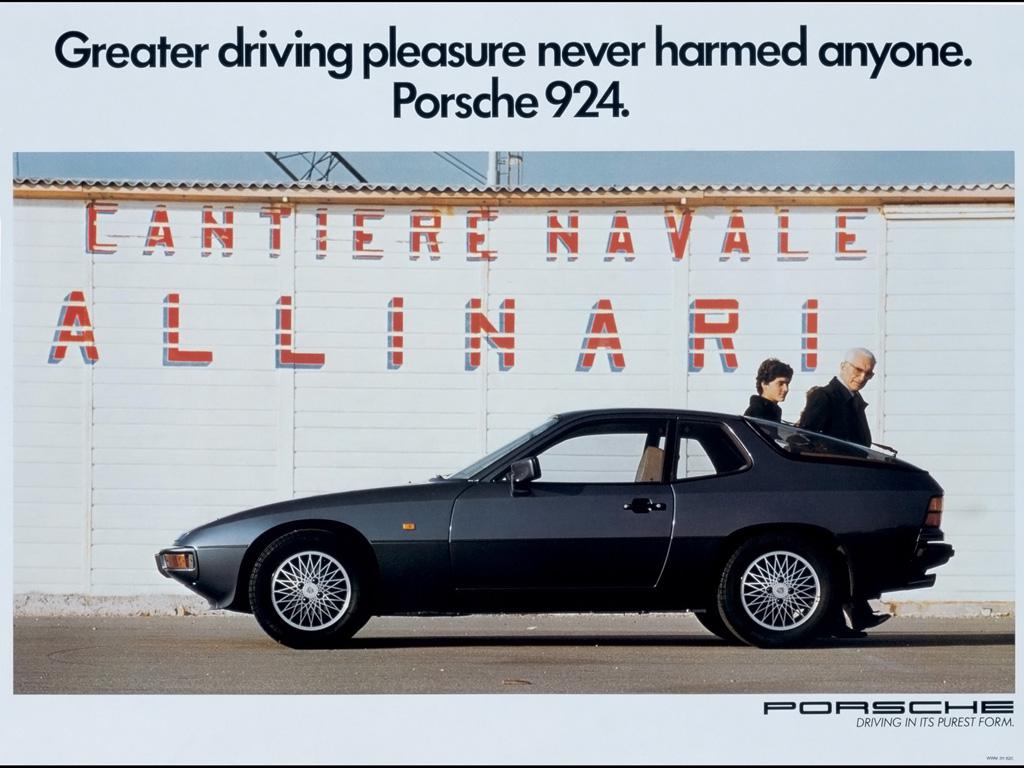 Greater driving pleasure never harmed anyone.
Porsche 924.
CANTIERE NAVALE
ALLINARI
PORSCHE
DRIVING IN ITS PUREST FORM.